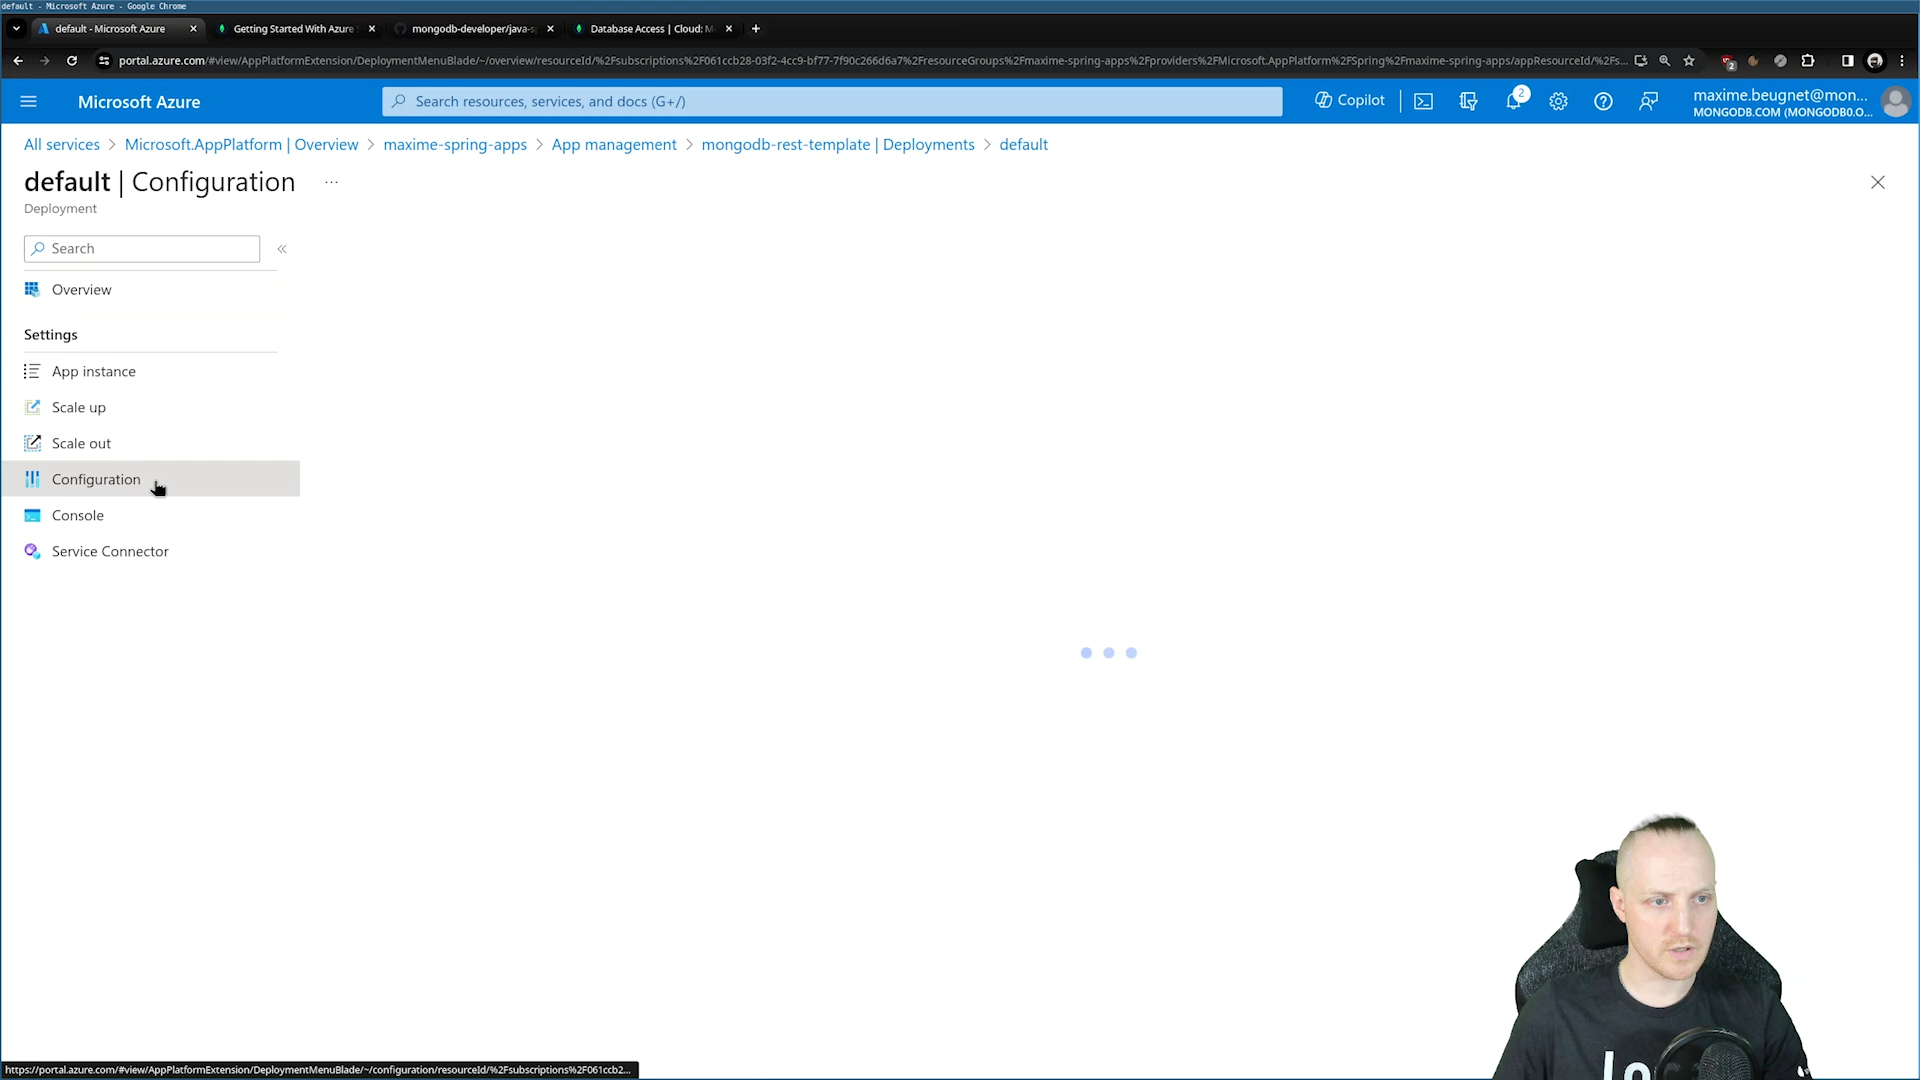 default - Microsoft Azure - Google Chrome
default - Microsoft Azure
Getting Started With Azure
mongodb-developer/java-s
Database Access | Cloud: M
portal.azure.com/#view/AppPlatformExtension/DeploymentMenuBlade/~/overview/resourceId/%2Fsubscriptions%2F061ccb28-03f2-4cc9-bf77-7f90c266d6a7%2FresourceGroups%2Fmaxime-spring-apps%2Fproviders%2FMicrosoft.AppPlatform%2FSpring%2Fmaxime-spring-apps/appResourceId/%2Fs...
2
Microsoft Azure
Search resources, services, and docs (G+/)
Copilot
2
maxime.beugnet@mon...
MONGODB.COM (MONGODB0.O...
All services > Microsoft.AppPlatform | Overview > maxime-spring-apps > App management > mongodb-rest-template | Deployments > default
default | Configuration ...
Deployment
Search
Overview
Settings
App instance
Scale up
Scale out
Configuration
Console
Service Connector
https://portal.azure.com/#view/AppPlatformExtension/DeploymentMenuBlade/~/configuration/resourceId/%2Fsubscriptions%2F061ccb2...